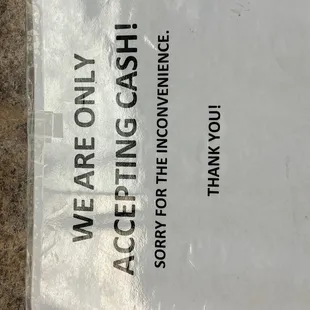 WE ARE ONLY
ACCEPTING CASH!
SORRY FOR THE INCONVENIENCE.
THANK YOU!